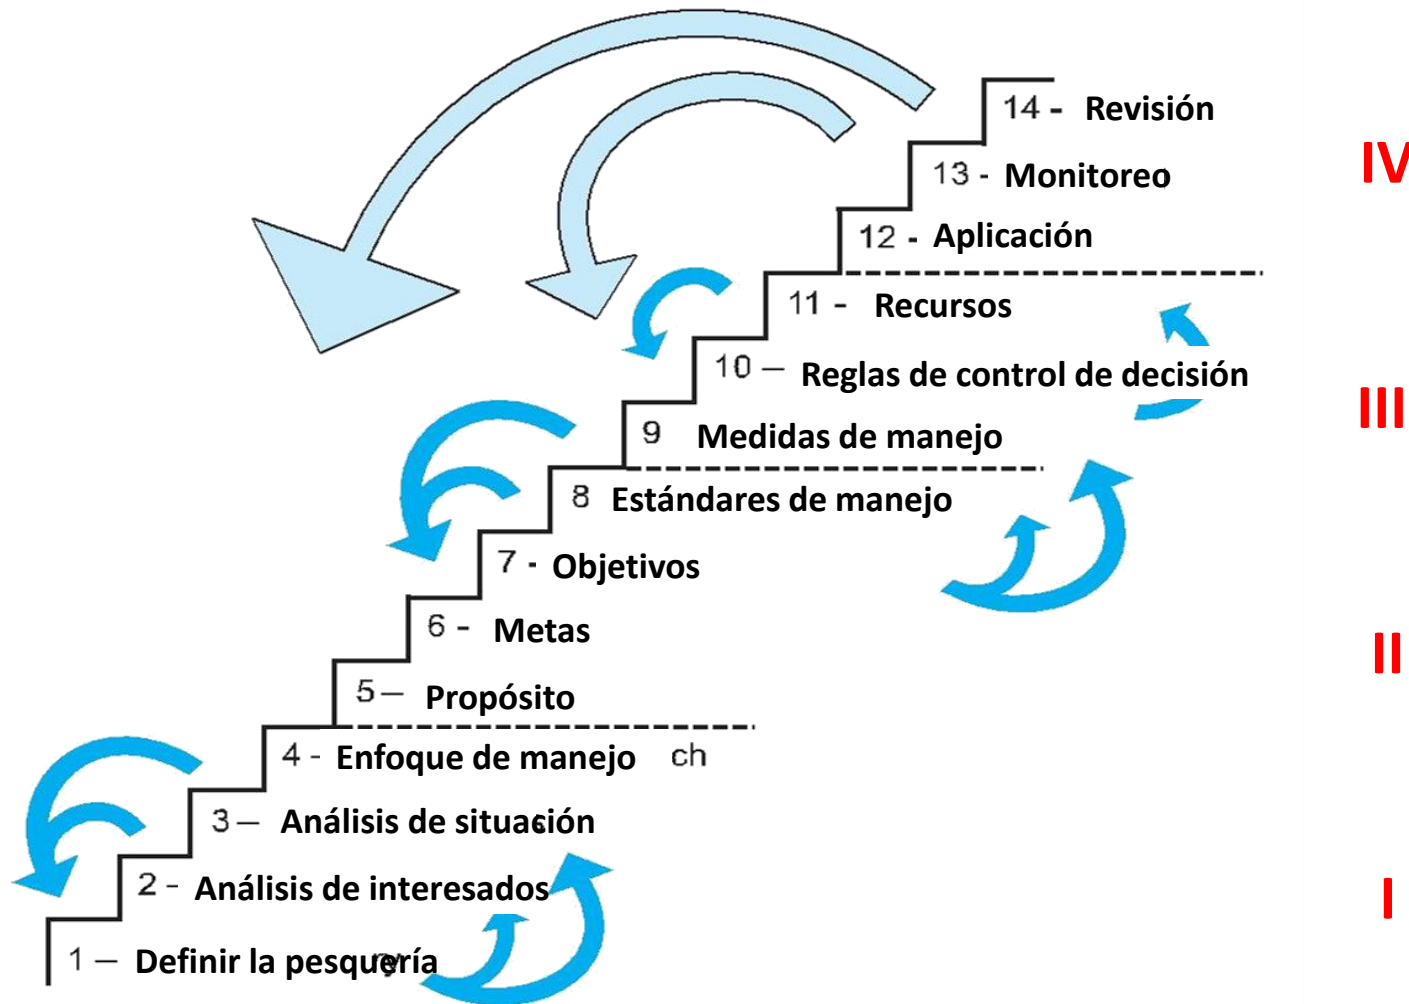 14 - Revisión
IV
13 - Monitoreo
12 - Aplicación
11 - Recursos
10 — Reglas de control de decisión
III
9 Medidas de manejo
8 Estándares de manejo
7 - Objetivos
6 - Metas
II
5 — Propósito
4 - Enfoque de manejo ch
3 — Análisis de situación
2 - Análisis de interesados
I
1 — Definir la pesquería